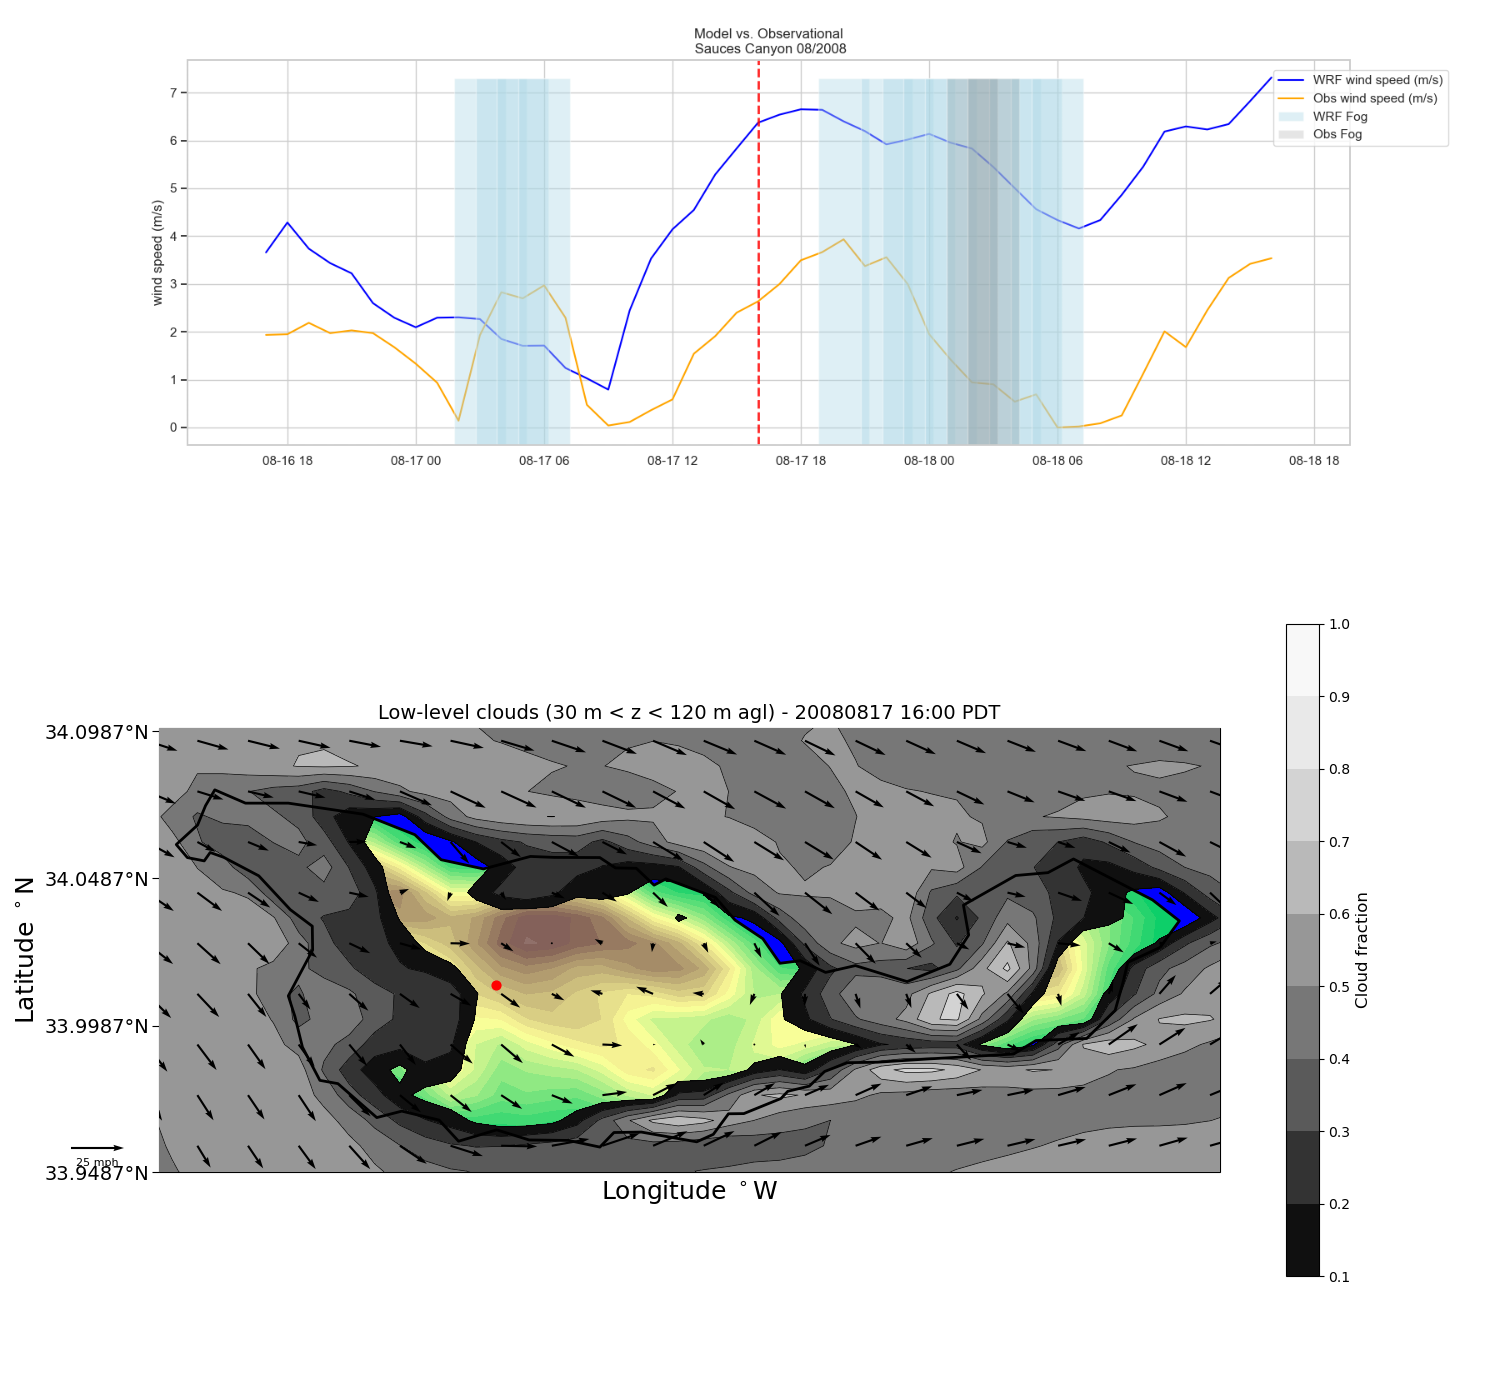 Model vs. Observational
Sauces Canyon 08/2008
wind speed (m/s)
7
6
5
4
3
2
1
0
WRF wind speed (m/s)
Obs wind speed (m/s)
WRF Fog
Obs Fog
08-16 18
08-17 00
08-17 06
08-17 12
08-17 18
08-18 00
08-18 06
08-18 12
08-18 18
Low-level clouds (30 m < z < 120 m agl) - 20080817 16:00 PDT
34.0987°N
34.0487°N
33.9987°N
33.9487°N
Latitude °N
25 mph
Longitude °W
1.0
0.9
0.8
0.7
0.6
0.5
0.4
0.3
0.2
0.1
Cloud fraction